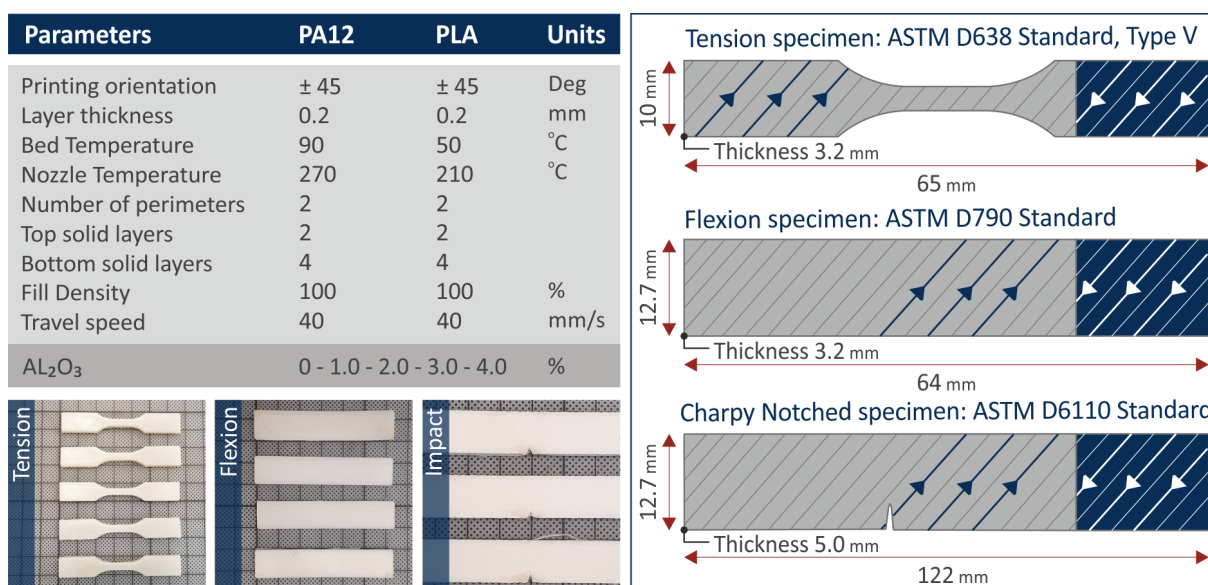 Parameters PA12 PLA Units
Printing orientation ± 45 ± 45 Deg
Layer thickness 0.2 0.2 mm
Bed Temperature 90 50 °C
Nozzle Temperature 270 210 °C
Number of perimeters 2 2
Top solid layers 2 2
Bottom solid layers 4 4
Fill Density 100 100 %
Travel speed 40 40 mm/s
AL₂O₃ 0 - 1.0 - 2.0 - 3.0 - 4.0 %
Tension
Flexion
Impact
Tension specimen: ASTM D638 Standard, Type V
10 mm
Thickness 3.2 mm
65 mm
Flexion specimen: ASTM D790 Standard
12.7 mm
Thickness 3.2 mm
64 mm
Charpy Notched specimen: ASTM D6110 Standard
12.7 mm
Thickness 5.0 mm
122 mm